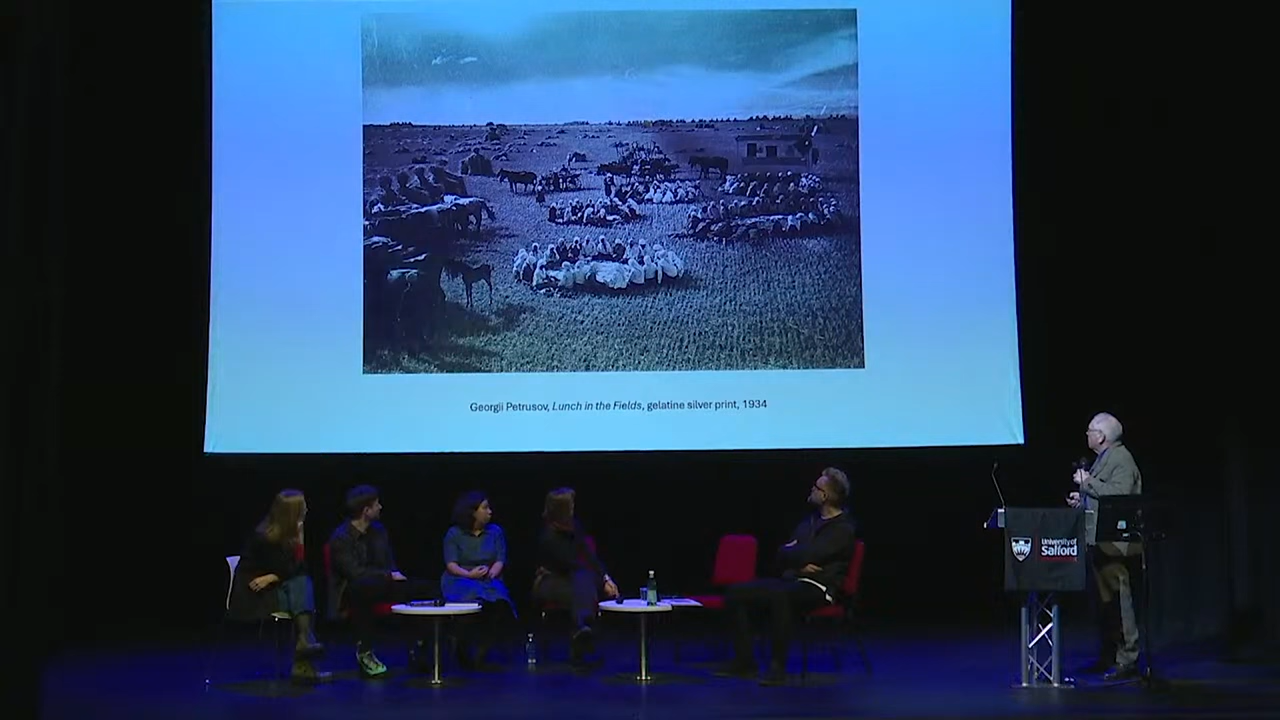 Georgii Petrusov, Lunch in the Fields, gelatine silver print, 1934
University of
Salford